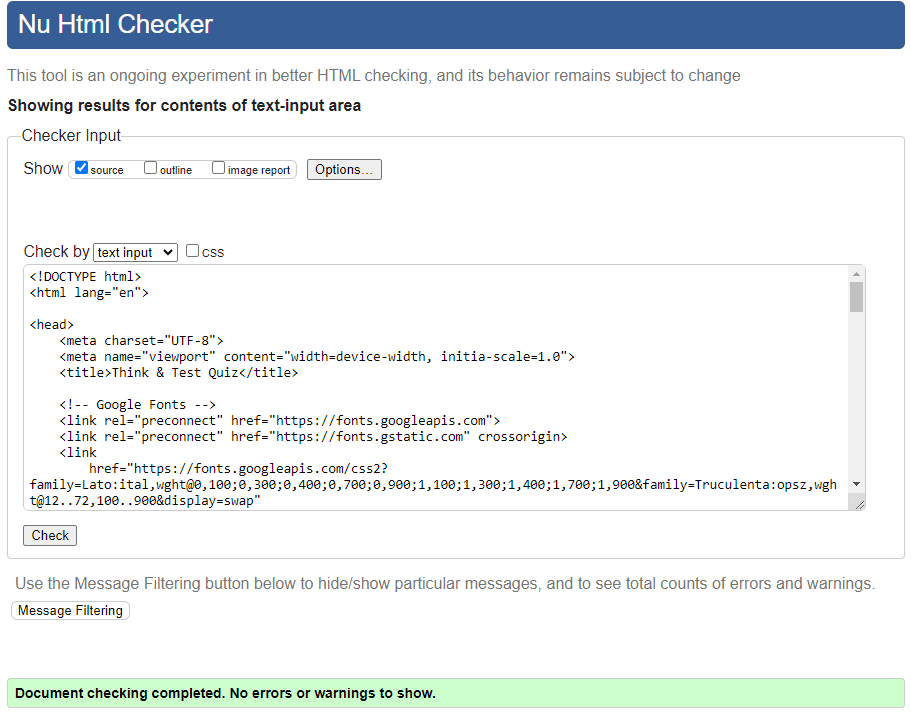 Nu Html Checker
This tool is an ongoing experiment in better HTML checking, and its behavior remains subject to change
Showing results for contents of text-input area
Checker Input
Show source outline image report Options...
Check by text input css
<!DOCTYPE html>
<html lang="en">
<head>
<meta charset="UTF-8">
<meta name="viewport" content="width=device-width, initia-scale=1.0">
<title>Think & Test Quiz</title>
<!-- Google Fonts -->
<link rel="preconnect" href="https://fonts.googleapis.com">
<link rel="preconnect" href="https://fonts.gstatic.com" crossorigin>
<link
href="https://fonts.googleapis.com/css2?
family=Lato:ital,wght@0,100;0,300;0,400;0,700;0,900;1,100;1,300;1,400;1,700;1,900&family=Truculenta:opsz,wgh
t@12..72,100..900&display=swap"
Check
Use the Message Filtering button below to hide/show particular messages, and to see total counts of errors and warnings.
Message Filtering
Document checking completed. No errors or warnings to show.